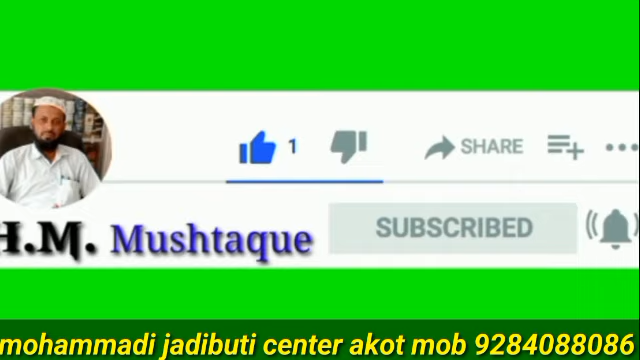 1
SHARE
H.M. Mushtaque
SUBSCRIBED
mohammadi jadibuti center akot mob 9284088086